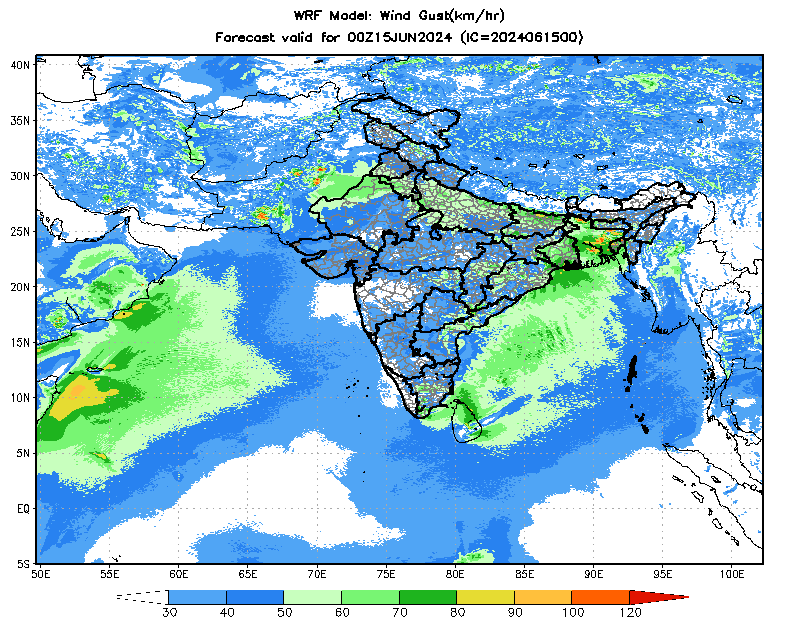 WRF Model: Wind Gust(km/hr)
Forecast valid for 00Z15JUN2024 (IC=2024061500)
40N
35N
30N
25N
20N
15N
10N
5N
EQ
5S
50E 55E 60E 65E 70E 75E 80E 85E 90E 95E 100E
30 40 50 60 70 80 90 100 120